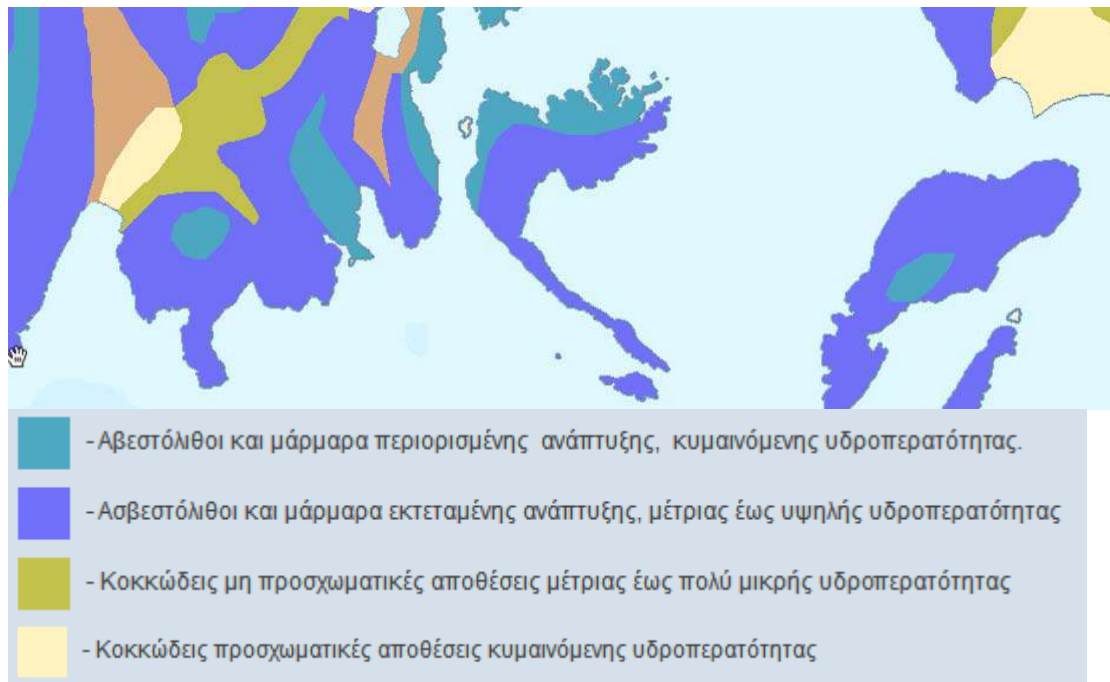 - Αβεστόλιθοι και μάρμαρα περιορισμένης ανάπτυξης, κυμαινόμενης υδροπερατότητας.
- Ασβεστόλιθοι και μάρμαρα εκτεταμένης ανάπτυξης, μέτριας έως υψηλής υδροπερατότητας
- Κοκκώδεις μη προσχωματικές αποθέσεις μέτριας έως πολύ μικρής υδροπερατότητας
- Κοκκώδεις προσχωματικές αποθέσεις κυμαινόμενης υδροπερατότητας